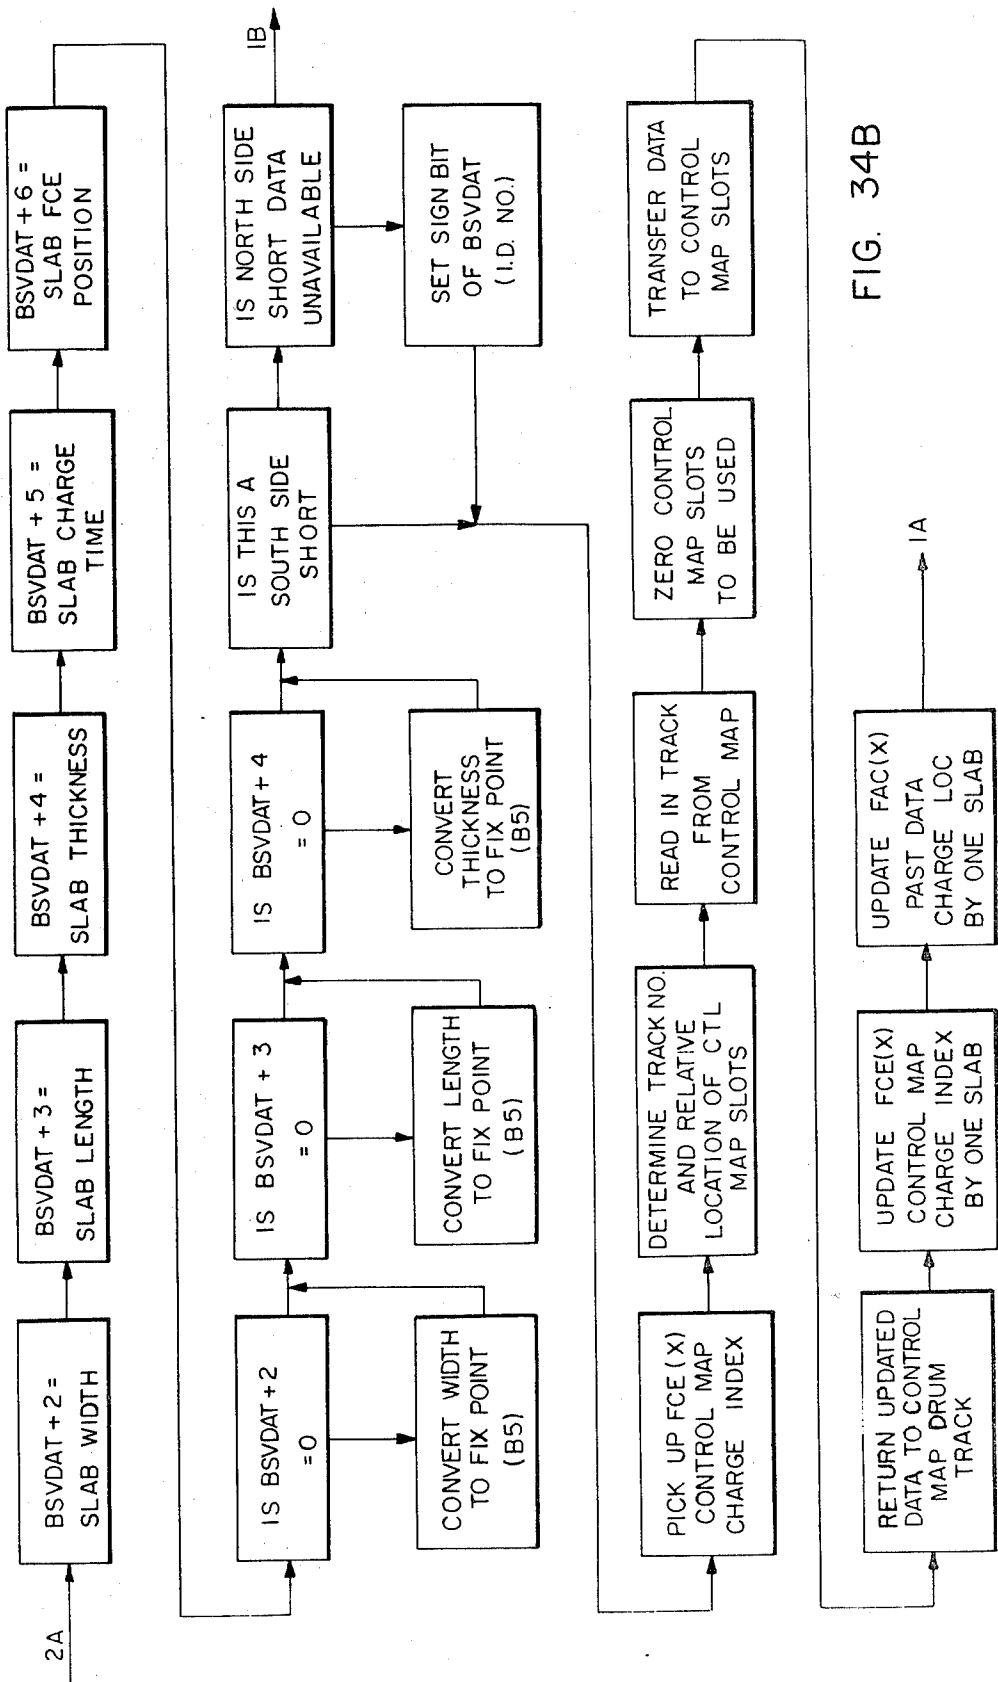 2A
BSVDAT+2=
SLAB WIDTH
BSVDAT+3=
SLAB LENGTH
BSVDAT+4=
SLAB THICKNESS
BSVDAT+5=
SLAB CHARGE
TIME
BSVDAT+6=
SLAB FCE
POSITION
IS BSVDAT+2
=0
CONVERT WIDTH
TO FIX POINT
(B5)
IS BSVDAT+3
=0
CONVERT LENGTH
TO FIX POINT
(B5)
IS BSVDAT+4
=0
CONVERT
THICKNESS
TO FIX POINT
(B5)
IS THIS A
SOUTH SIDE
SHORT
IS NORTH SIDE
SHORT DATA
UNAVAILABLE
1B
SET SIGN BIT
OF BSVDAT
(I.D. NO.)
PICK UP FCE(X)
CONTROL MAP
CHARGE INDEX
DETERMINE TRACK NO.
AND RELATIVE
LOCATION OF CTL
MAP SLOTS
READ IN TRACK
FROM
CONTROL MAP
ZERO CONTROL
MAP SLOTS
TO BE USED
TRANSFER DATA
TO CONTROL
MAP SLOTS
RETURN UPDATED
DATA TO CONTROL
MAP DRUM
TRACK
UPDATE FCE(X)
CONTROL MAP
CHARGE INDEX
BY ONE SLAB
UPDATE FAC(X)
PAST DATA
CHARGE LOC
BY ONE SLAB
1A
FIG. 34B